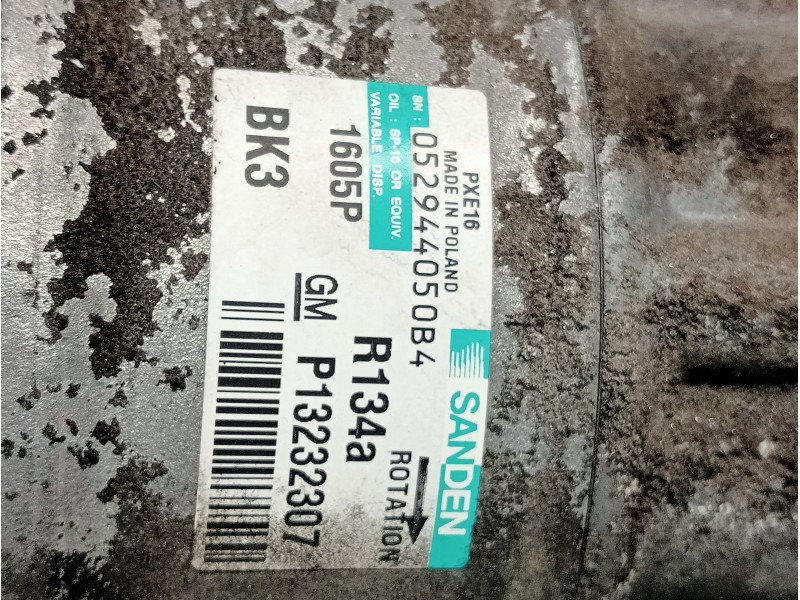 PXE16
MADE IN POLAND
SANDEN
SN : 052944050B4
OIL : SP-10 OR EQUIV.
VARIABLE DISP.
ROTATION
1605P
R134a
BK3
GM
P13232307